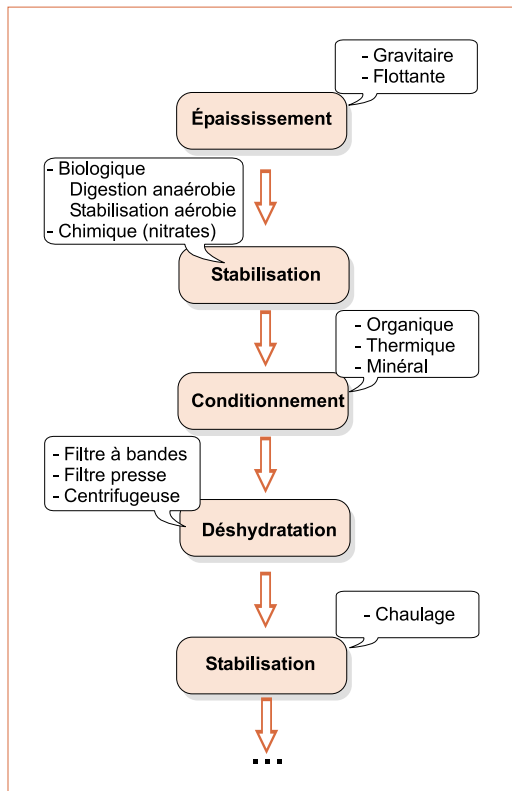 - Gravitaire
- Flottante
Épaississement
- Biologique
Digestion anaérobie
Stabilisation aérobie
- Chimique (nitrates)
Stabilisation
- Organique
- Thermique
- Minéral
Conditionnement
- Filtre à bandes
- Filtre presse
- Centrifugeuse
Déshydratation
- Chaulage
Stabilisation
...